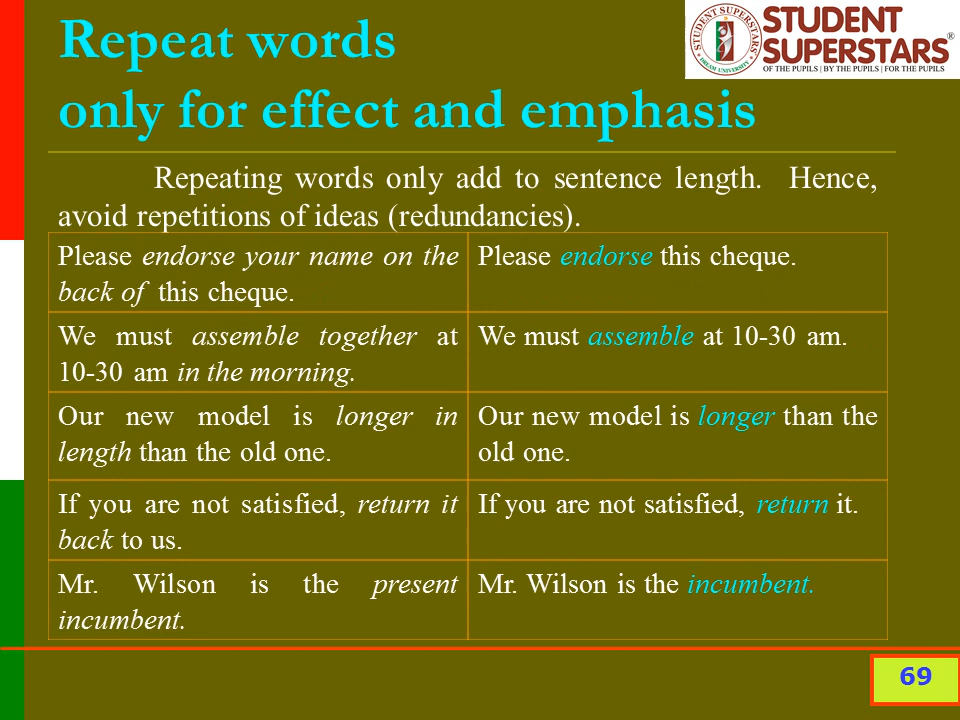 Repeat words
only for effect and emphasis
STUDENT SUPERSTARS
DREAM UNIVERSITY
STUDENT
SUPERSTARS®
OF THE PUPILS | BY THE PUPILS | FOR THE PUPILS
Repeating words only add to sentence length. Hence,
avoid repetitions of ideas (redundancies).
Please endorse your name on the
back of this cheque.
Please endorse this cheque.
We must assemble together at
10-30 am in the morning.
We must assemble at 10-30 am.
Our new model is longer in
length than the old one.
Our new model is longer than the
old one.
If you are not satisfied, return it
back to us.
If you are not satisfied, return it.
Mr. Wilson is the present
incumbent.
Mr. Wilson is the incumbent.
69